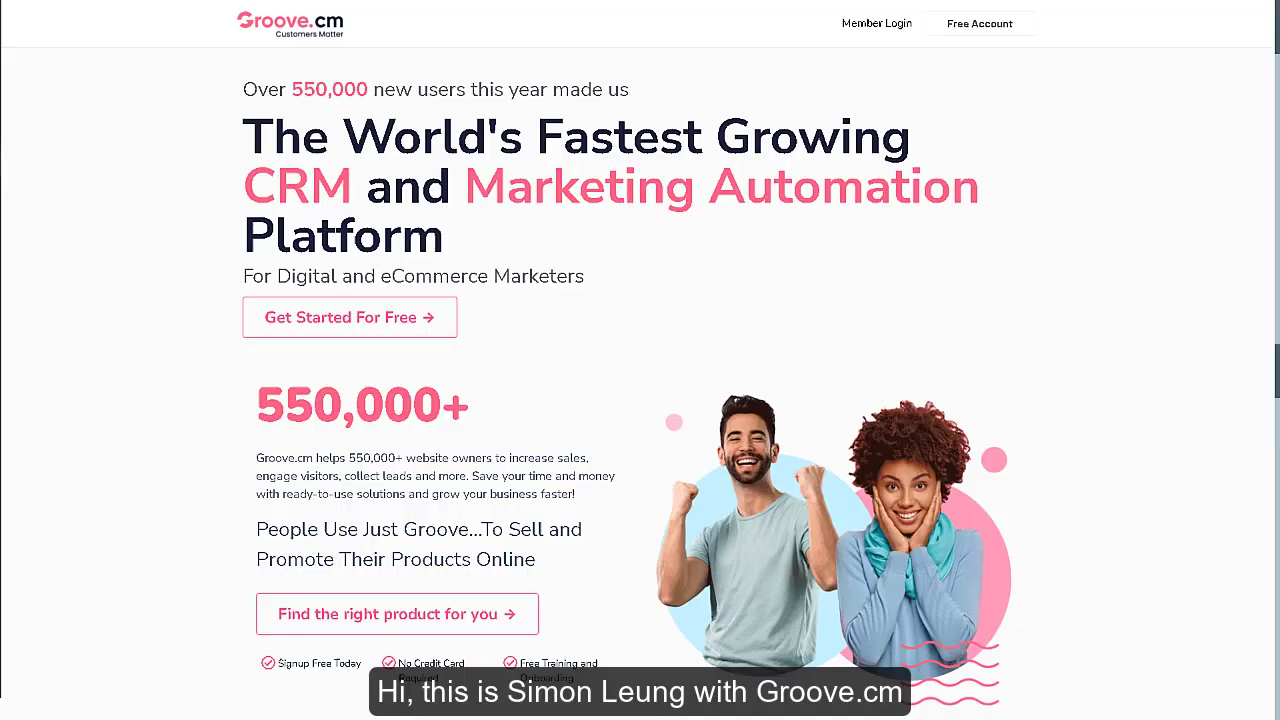 Groove.cm
Customers Matter
Member Login
Free Account
Over 550,000 new users this year made us
The World's Fastest Growing
CRM and Marketing Automation
Platform
For Digital and eCommerce Marketers
Get Started For Free →
550,000+
Groove.cm helps 550,000+ website owners to increase sales,
engage visitors, collect leads and more. Save your time and money
with ready-to-use solutions and grow your business faster!
People Use Just Groove...To Sell and
Promote Their Products Online
Find the right product for you →
Signup Free Today
No Credit Card
Required
Free Training and
Onboarding
Hi, this is Simon Leung with Groove.cm